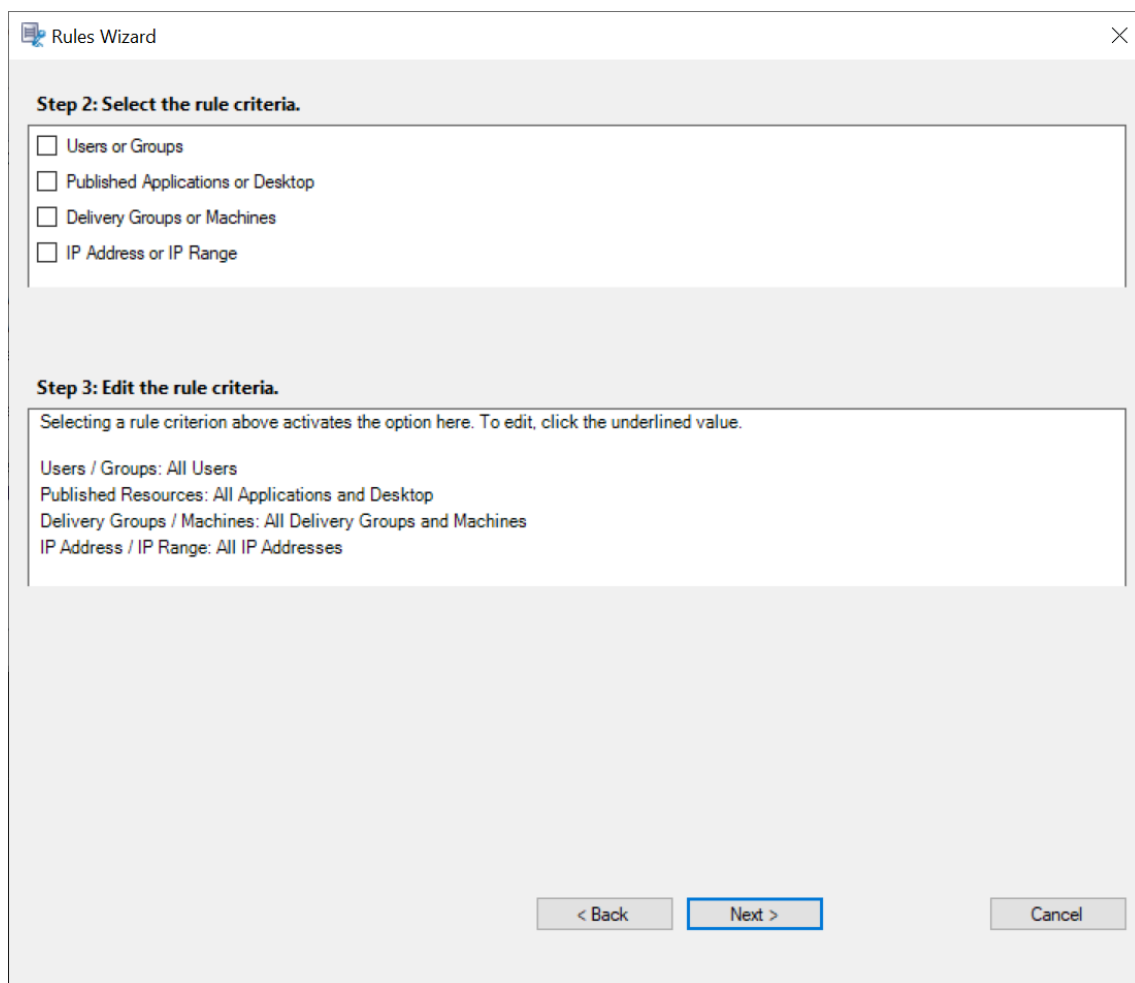 Rules Wizard
Step 2: Select the rule criteria.
Users or Groups
Published Applications or Desktop
Delivery Groups or Machines
IP Address or IP Range
Step 3: Edit the rule criteria.
Selecting a rule criterion above activates the option here. To edit, click the underlined value.
Users / Groups: All Users
Published Resources: All Applications and Desktop
Delivery Groups / Machines: All Delivery Groups and Machines
IP Address / IP Range: All IP Addresses
< Back Next > Cancel